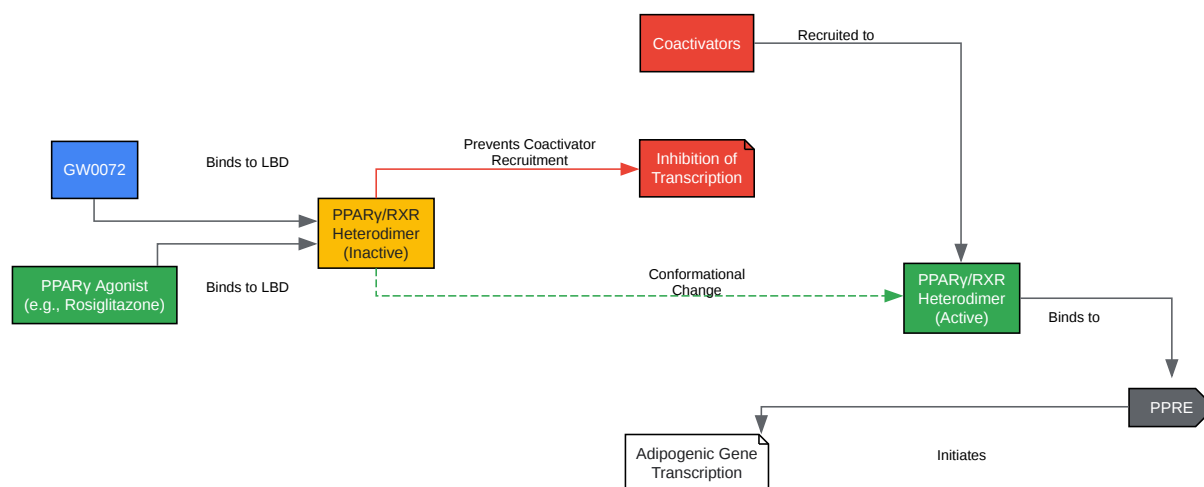 Coactivators
Recruited to
GW0072
Binds to LBD
Prevents Coactivator
Recruitment
Inhibition of
Transcription
PPARγ/RXR
Heterodimer
(Inactive)
PPARγ Agonist
(e.g., Rosiglitazone)
Binds to LBD
Conformational
Change
PPARγ/RXR
Heterodimer
(Active)
Binds to
PPRE
Adipogenic Gene
Transcription
Initiates